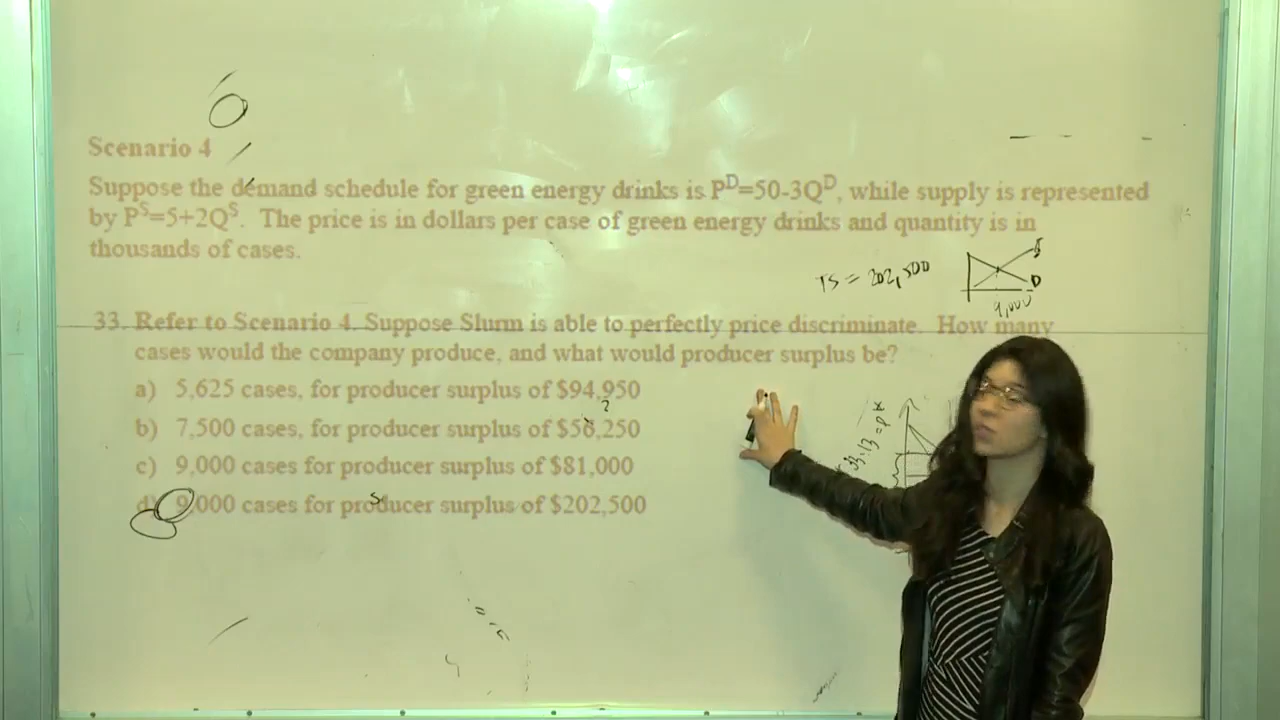 Scenario 4
Suppose the demand schedule for green energy drinks is Pᴰ=50-3Qᴰ, while supply is represented
by Pˢ=5+2Qˢ. The price is in dollars per case of green energy drinks and quantity is in
thousands of cases.
TS = 202,500
S
D
9,000
33. Refer to Scenario 4. Suppose Slurm is able to perfectly price discriminate. How many
cases would the company produce, and what would producer surplus be?
a) 5,625 cases, for producer surplus of $94,950
b) 7,500 cases, for producer surplus of $56,250
c) 9,000 cases for producer surplus of $81,000
d) 9,000 cases for producer surplus of $202,500